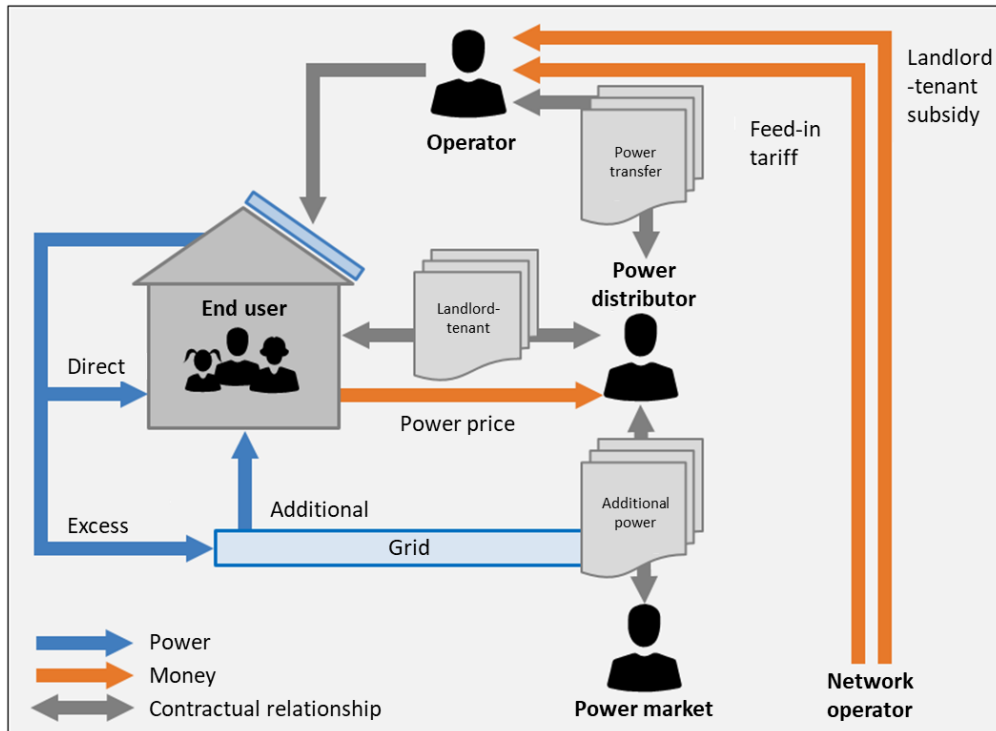 Landlord
-tenant
subsidy
Operator
Feed-in
tariff
Power
transfer
Power
distributor
End user
Landlord-
tenant
Direct
Power price
Additional
Additional
power
Excess
Grid
Power
Money
Contractual relationship
Power market
Network
operator